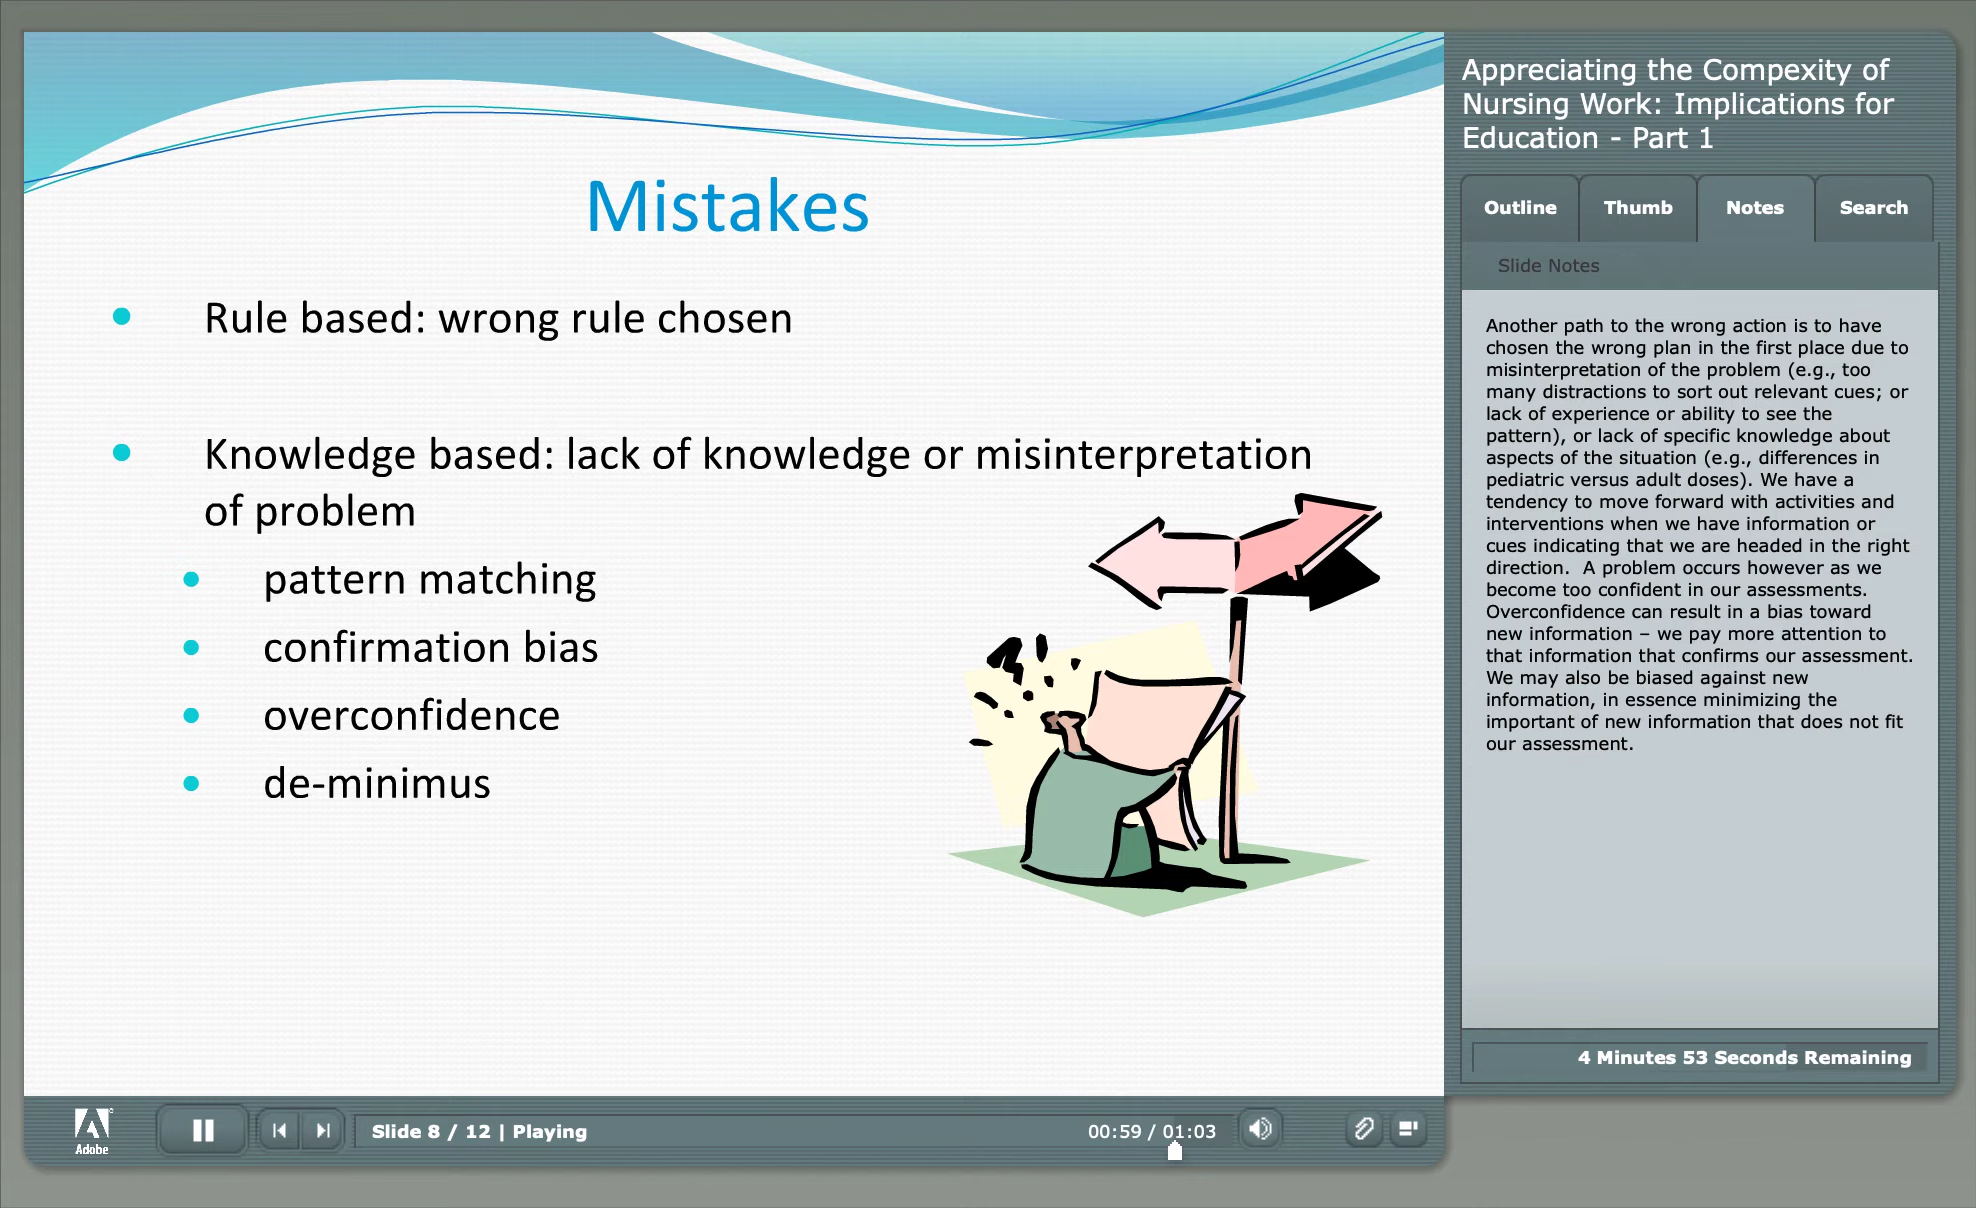 Mistakes
Rule based: wrong rule chosen
Knowledge based: lack of knowledge or misinterpretation
of problem
pattern matching
confirmation bias
overconfidence
de-minimus
Appreciating the Compexity of
Nursing Work: Implications for
Education - Part 1
Outline
Thumb
Notes
Search
Slide Notes
Another path to the wrong action is to have
chosen the wrong plan in the first place due to
misinterpretation of the problem (e.g., too
many distractions to sort out relevant cues; or
lack of experience or ability to see the
pattern), or lack of specific knowledge about
aspects of the situation (e.g., differences in
pediatric versus adult doses). We have a
tendency to move forward with activities and
interventions when we have information or
cues indicating that we are headed in the right
direction.  A problem occurs however as we
become too confident in our assessments.
Overconfidence can result in a bias toward
new information – we pay more attention to
that information that confirms our assessment.
We may also be biased against new
information, in essence minimizing the
important of new information that does not fit
our assessment.
4 Minutes 53 Seconds Remaining
Adobe
Slide 8 / 12 | Playing
00:59 / 01:03